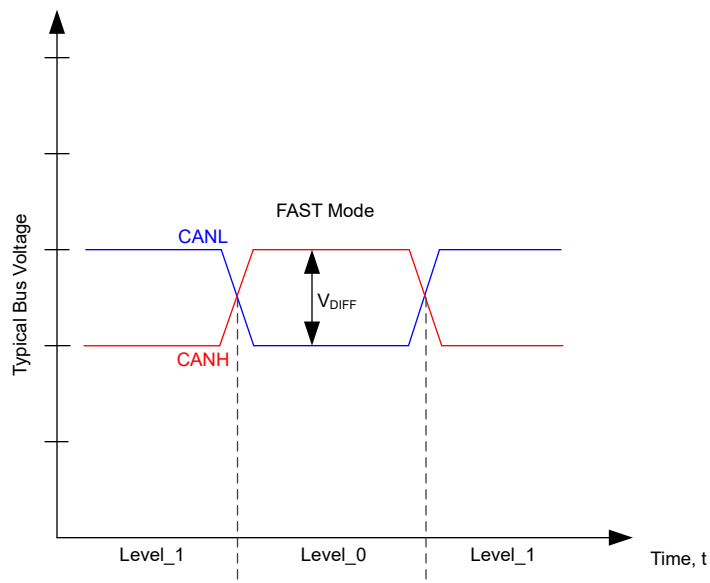 FAST Mode
CANL
Typical Bus Voltage
VDIFF
CANH
Level_1
Level_0
Level_1
Time, t